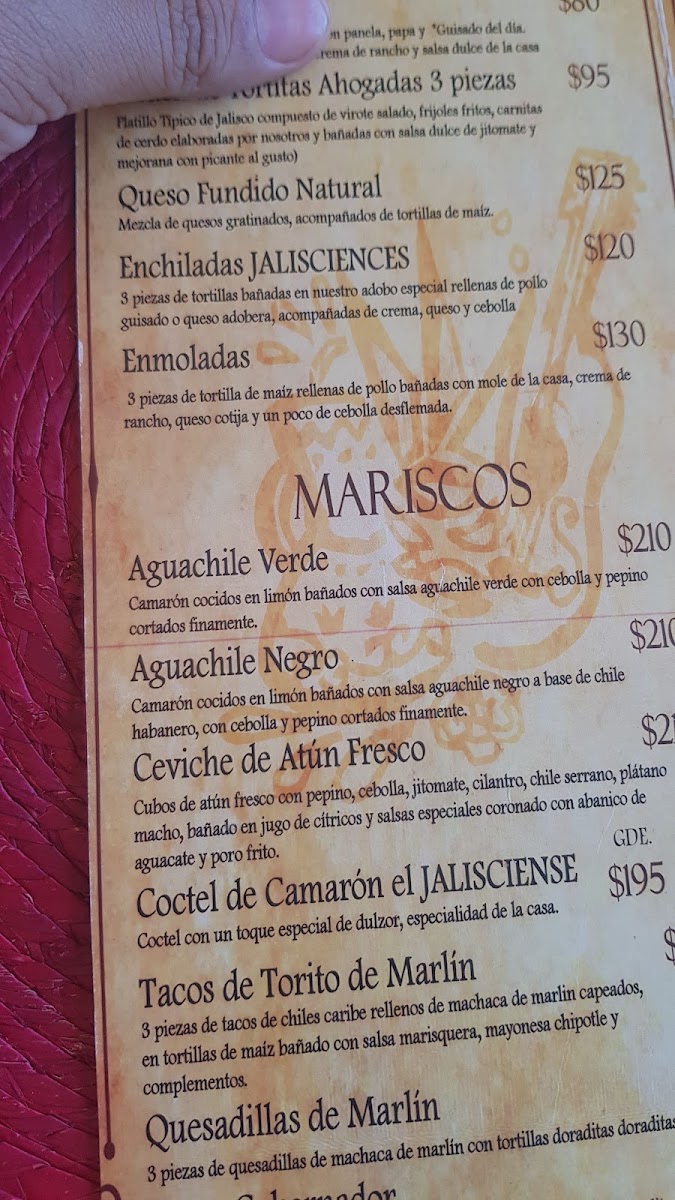 $80
panela, papa y *Guisado del día.
rema de rancho y salsa dulce de la casa
Tortitas Ahogadas 3 piezas $95
Platillo Típico de Jalisco compuesto de virote salado, frijoles fritos, carnitas
de cerdo elaboradas por nosotros y bañadas con salsa dulce de jitomate y
mejorana con picante al gusto)
Queso Fundido Natural $125
Mezcla de quesos gratinados, acompañados de tortillas de maíz.
Enchiladas JALISCIENCES $120
3 piezas de tortillas bañadas en nuestro adobo especial rellenas de pollo
guisado o queso adobera, acompañadas de crema, queso y cebolla
Enmoladas $130
3 piezas de tortilla de maíz rellenas de pollo bañadas con mole de la casa, crema de
rancho, queso cotija y un poco de cebolla desflemada.
MARISCOS
Aguachile Verde $210
Camarón cocidos en limón bañados con salsa aguachile verde con cebolla y pepino
cortados finamente.
Aguachile Negro $210
Camarón cocidos en limón bañados con salsa aguachile negro a base de chile
habanero, con cebolla y pepino cortados finamente.
Ceviche de Atún Fresco $21
Cubos de atún fresco con pepino, cebolla, jitomate, cilantro, chile serrano, plátano
macho, bañado en jugo de cítricos y salsas especiales coronado con abanico de
aguacate y poro frito.
GDE.
Coctel de Camarón el JALISCIENSE $195
Coctel con un toque especial de dulzor, especialidad de la casa.
Tacos de Torito de Marlín $
3 piezas de tacos de chiles caribe rellenos de machaca de marlin capeados,
en tortillas de maíz bañado con salsa marisquera, mayonesa chipotle y
complementos.
Quesadillas de Marlín
3 piezas de quesadillas de machaca de marlín con tortillas doraditas doraditas